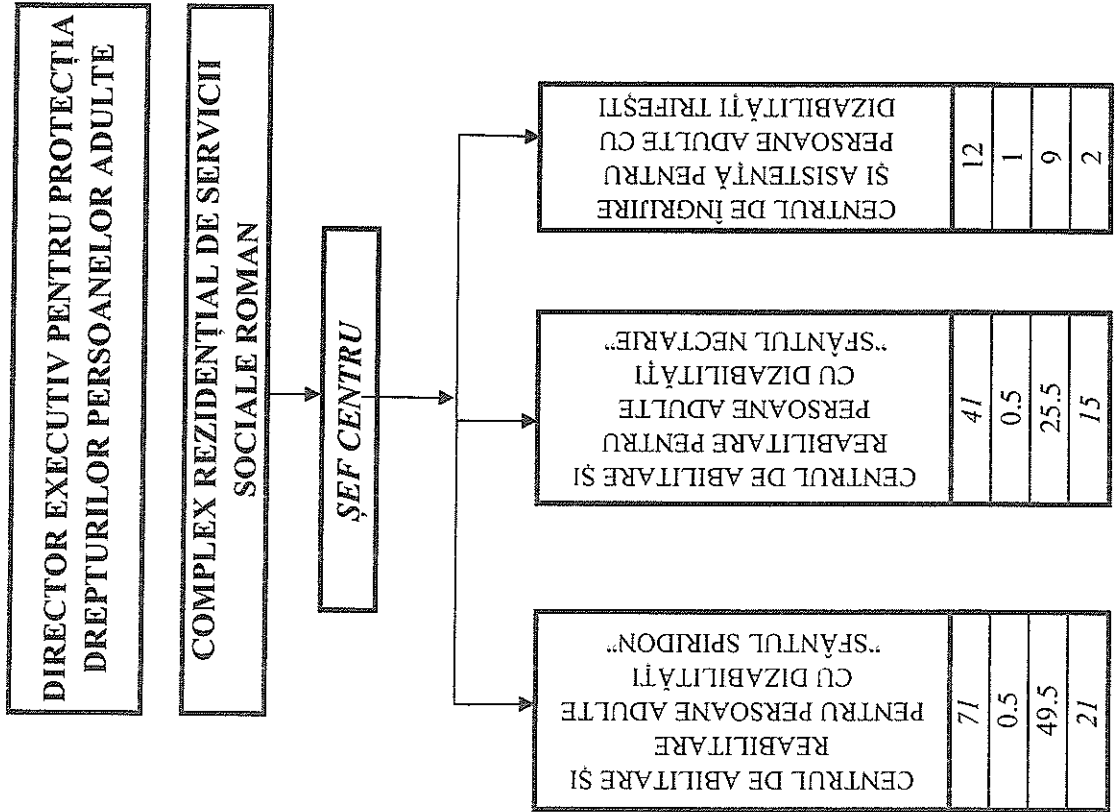 DIRECTOR EXECUTIV PENTRU PROTECȚIA
DREPTURILOR PERSOANELOR ADULTE
COMPLEX REZIDENȚIAL DE SERVICII
SOCIALE ROMAN
ȘEF CENTRU
CENTRUL DE ABILITARE ȘI
REABILITARE
PENTRU PERSOANE ADULTE
CU DIZABILITĂȚI
"SFÂNTUL SPIRIDON"
71
0.5
49.5
21
CENTRUL DE ABILITARE ȘI
REABILITARE PENTRU
PERSOANE ADULTE
CU DIZABILITĂȚI
"SFÂNTUL NECTARIE"
41
0.5
25.5
15
CENTRUL DE ÎNGRIJIRE
ȘI ASISTENȚĂ PENTRU
PERSOANE ADULTE CU
DIZABILITĂȚI TRIFEȘTI
12
1
9
2